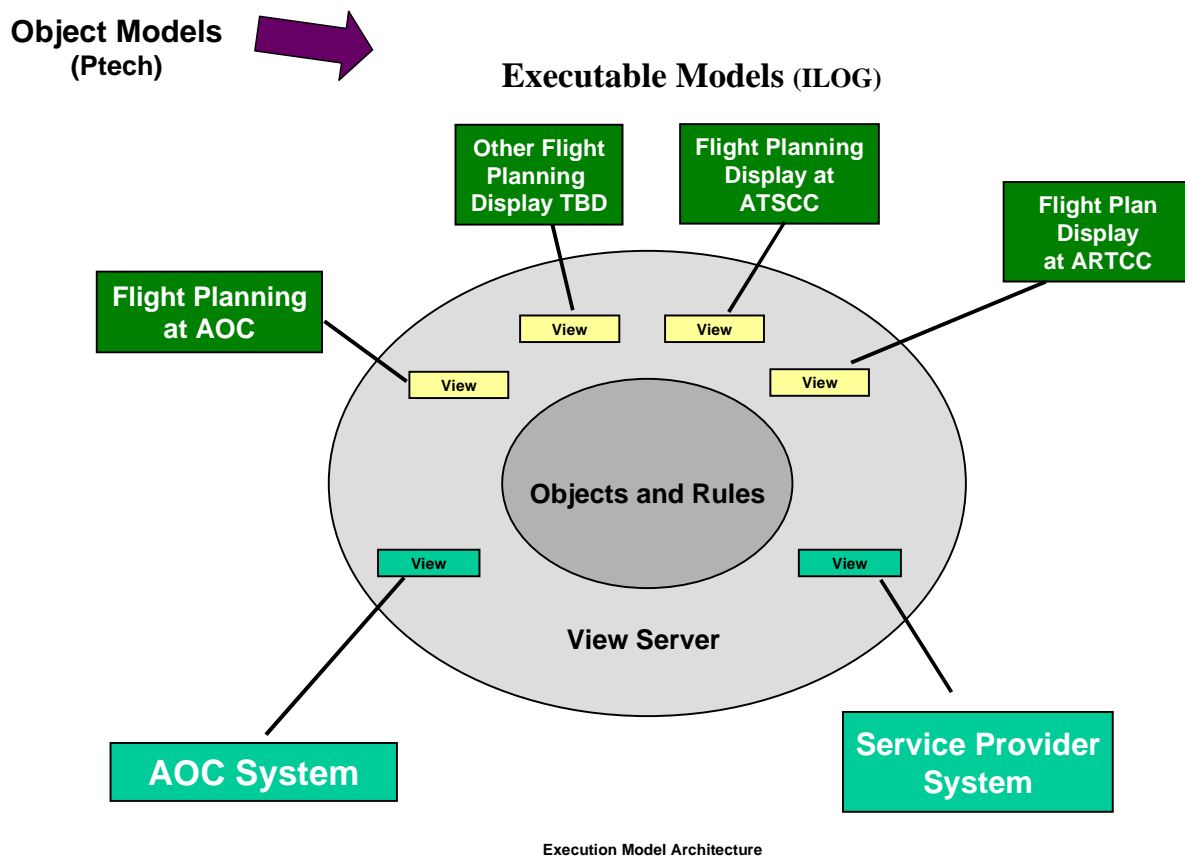 Object Models
(Ptech)
Executable Models (ILOG)
Other Flight
Planning
Display TBD
Flight Planning
Display at
ATSCC
Flight Plan
Display
at ARTCC
Flight Planning
at AOC
View
View
View
View
Objects and Rules
View
View
View Server
AOC System
Service Provider
System
Execution Model Architecture